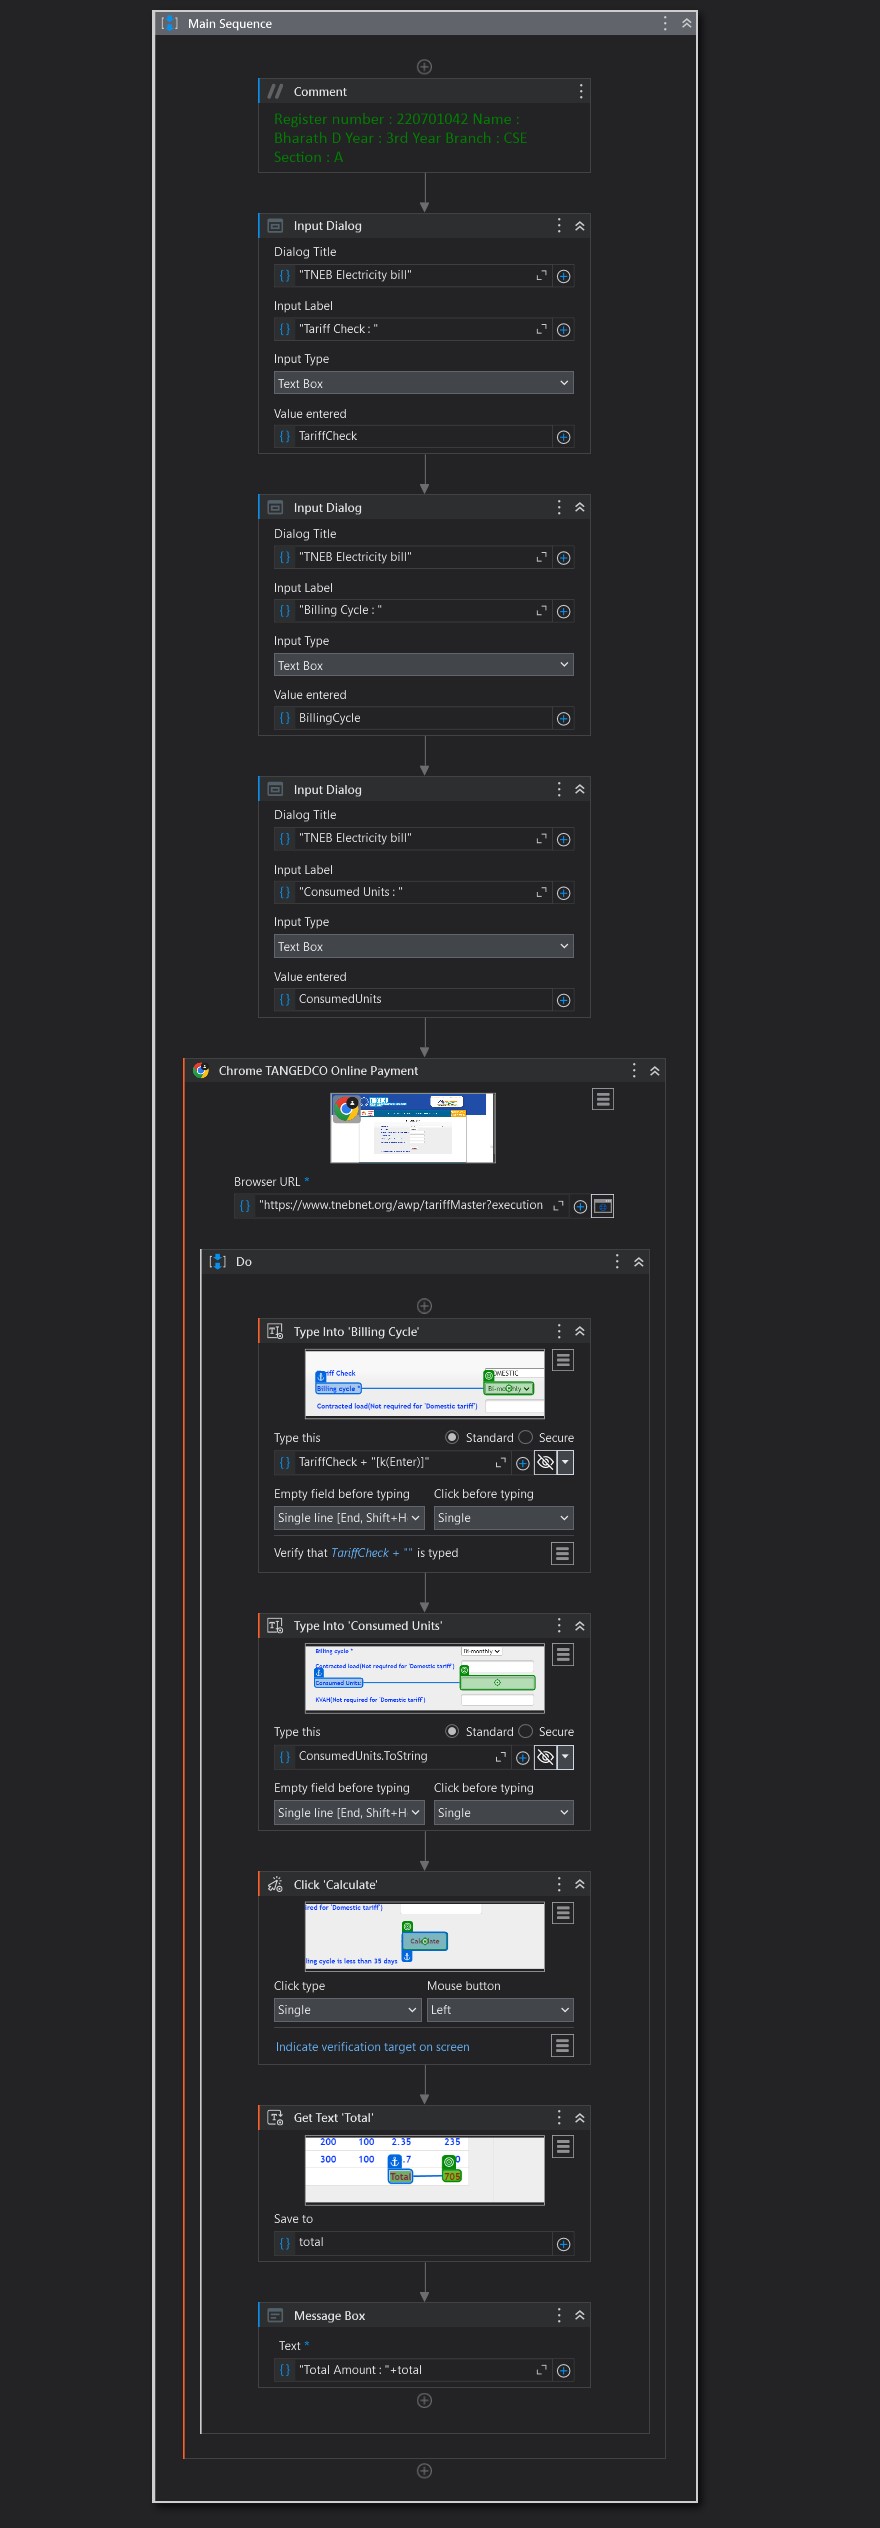 Main Sequence
Comment
Register number : 220701042 Name :
Bharath D Year : 3rd Year Branch : CSE
Section : A
Input Dialog
Dialog Title
"TNEB Electricity bill"
Input Label
"Tariff Check : "
Input Type
Text Box
Value entered
TariffCheck
Input Dialog
Dialog Title
"TNEB Electricity bill"
Input Label
"Billing Cycle : "
Input Type
Text Box
Value entered
BillingCycle
Input Dialog
Dialog Title
"TNEB Electricity bill"
Input Label
"Consumed Units : "
Input Type
Text Box
Value entered
ConsumedUnits
Chrome TANGEDCO Online Payment
Browser URL *
"https://www.tnebnet.org/awp/tariffMaster?execution
Do
Type Into 'Billing Cycle'
Check
Billing cycle * Bi-monthly
Contracted load(Not required for 'Domestic tariff')
Type this Standard Secure
TariffCheck + "[k(Enter)]"
Empty field before typing Click before typing
Single line [End, Shift+H Single
Verify that TariffCheck + "" is typed
Type Into 'Consumed Units'
Billing cycle * Bi-monthly
Contracted load(Not required for 'Domestic tariff')
Consumed Units:
KVAH(Not required for 'Domestic tariff')
Type this Standard Secure
ConsumedUnits.ToString
Empty field before typing Click before typing
Single line [End, Shift+H Single
Click 'Calculate'
ired for 'Domestic tariff')
Calculate
ling cycle is less than 35 days
Click type Mouse button
Single Left
Indicate verification target on screen
Get Text 'Total'
200 100 2.35 235
300 100 .7 0
Total 705
Save to
total
Message Box
Text *
"Total Amount : "+total